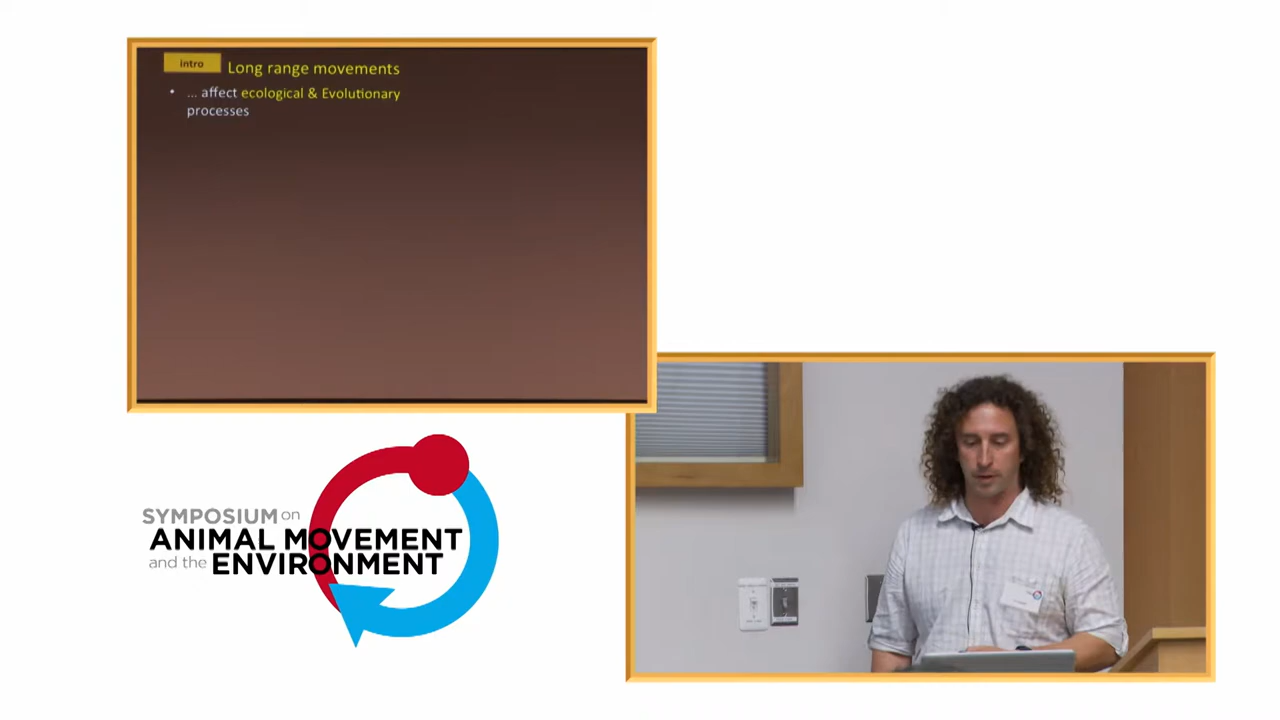 intro
Long range movements
• ... affect ecological & Evolutionary
processes
SYMPOSIUM on
ANIMAL MOVEMENT
and the ENVIRONMENT